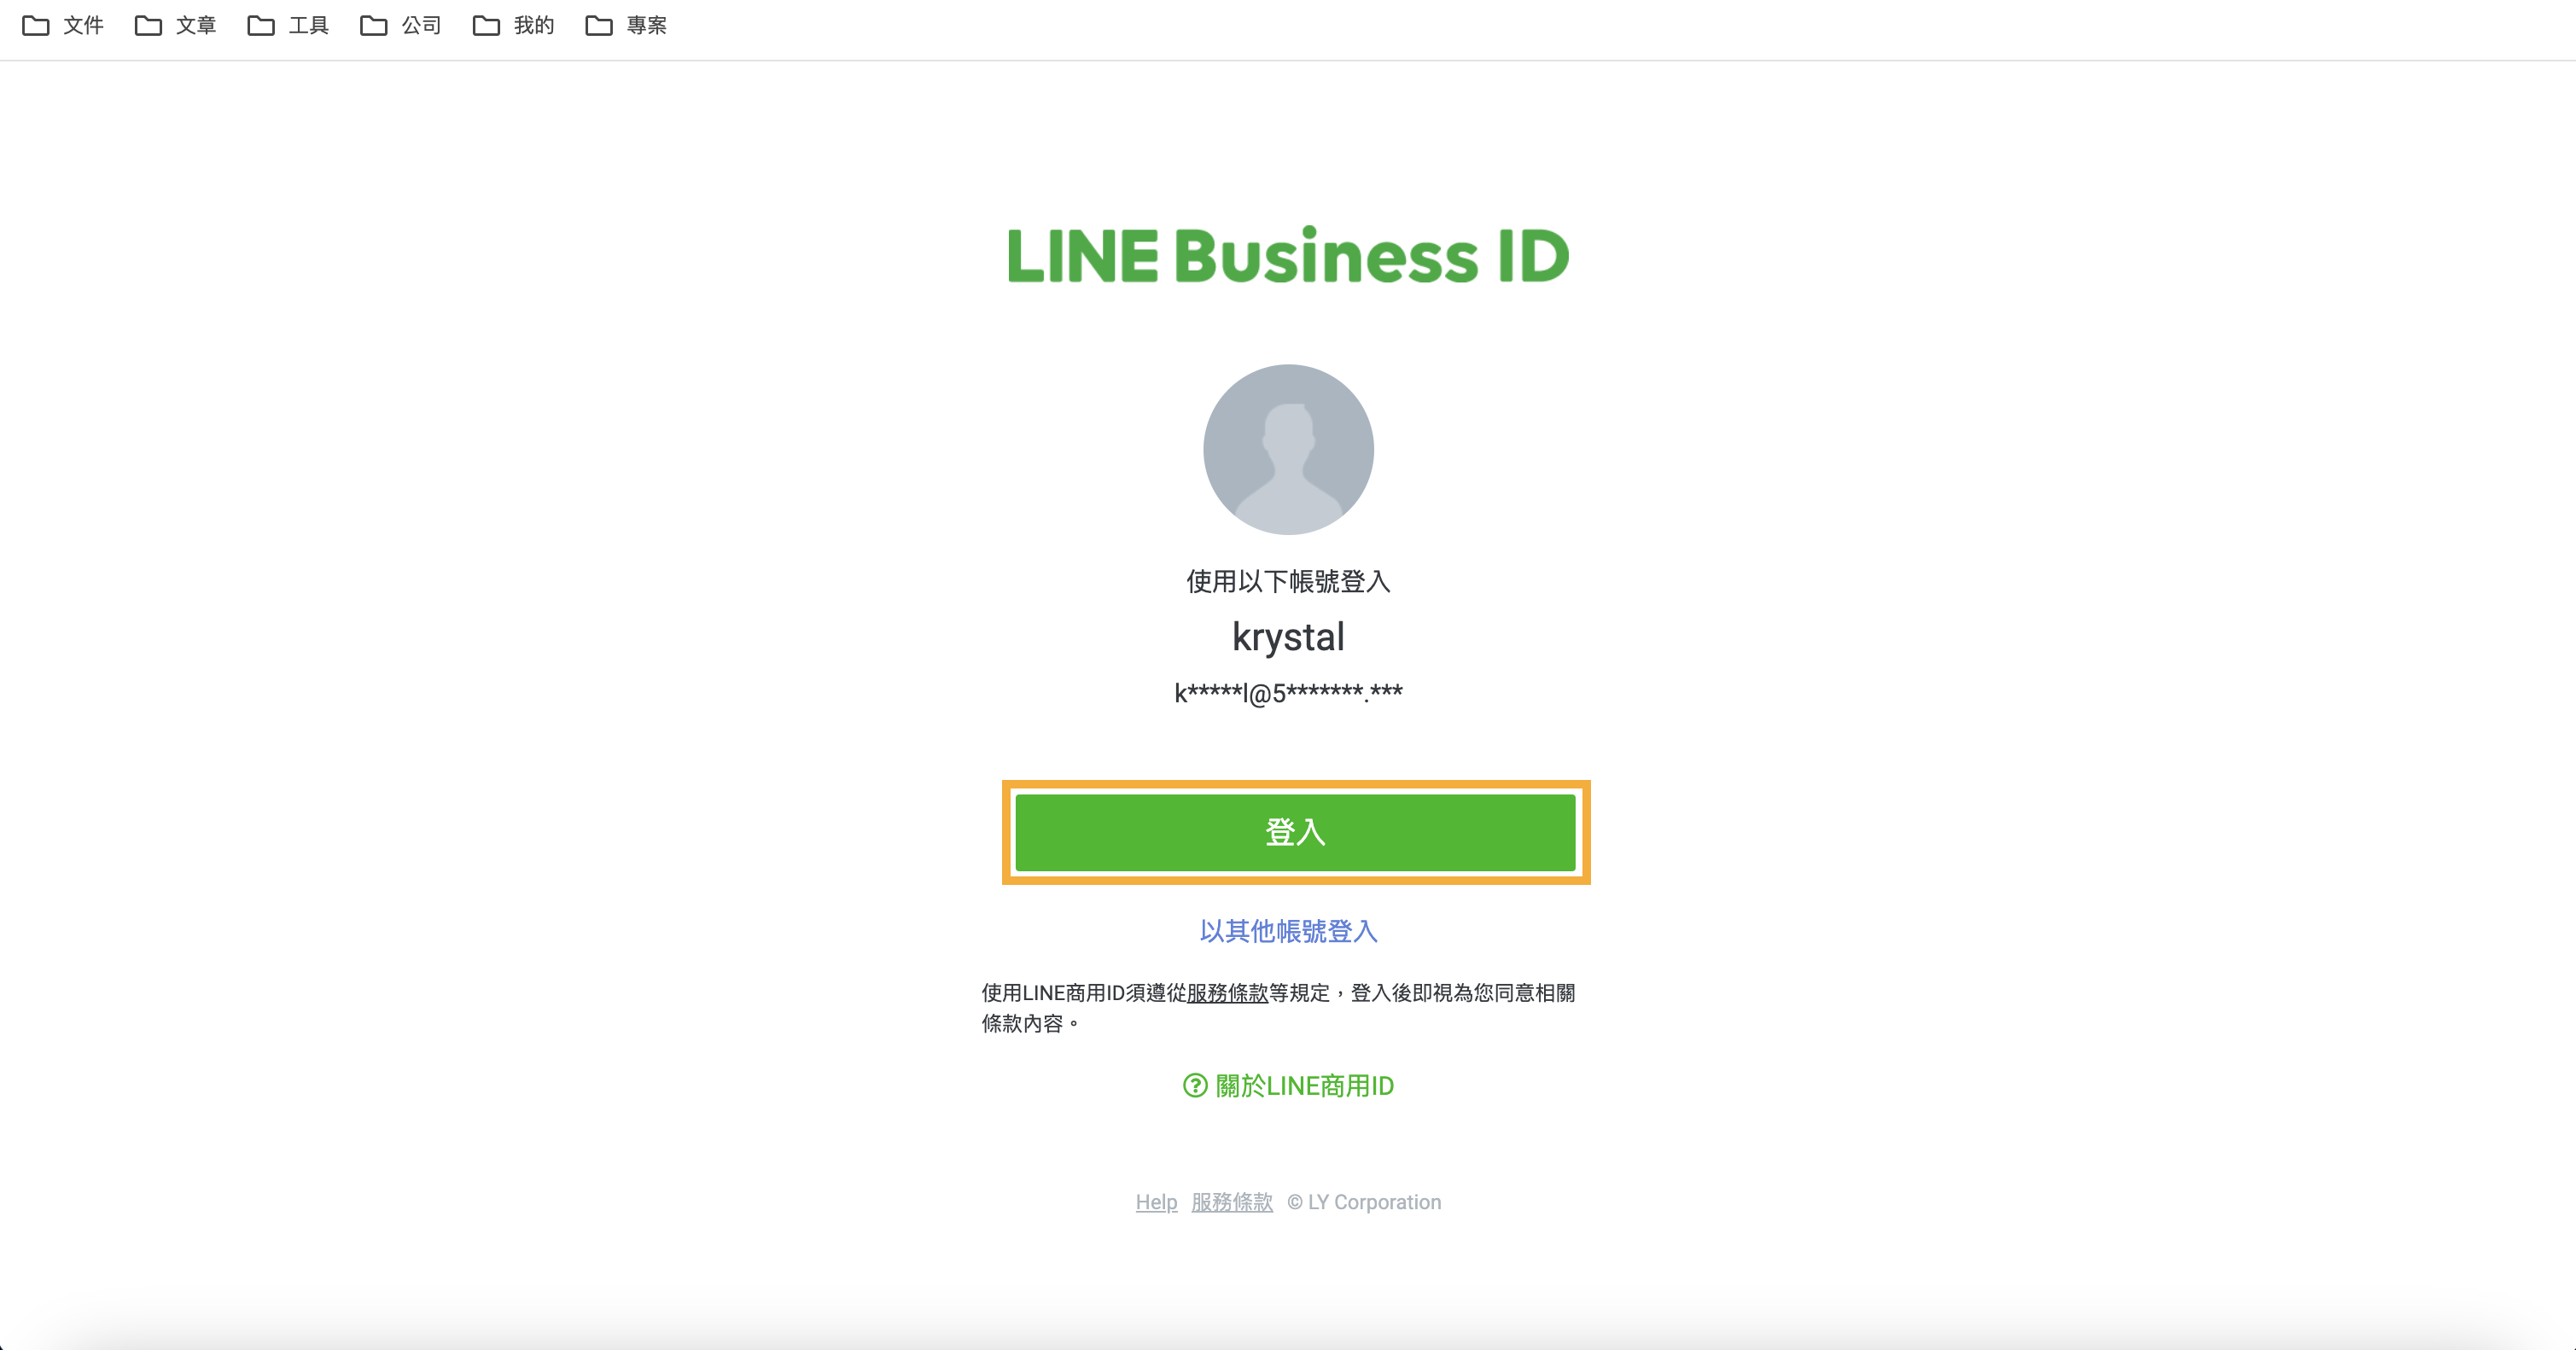 文件 文章 工具 公司 我的 專案
LINE Business ID
使用以下帳號登入
krystal
k*****l@5*******.***
登入
以其他帳號登入
使用LINE商用ID須遵從服務條款等規定，登入後即視為您同意相關
條款內容。
關於LINE商用ID
Help 服務條款 © LY Corporation